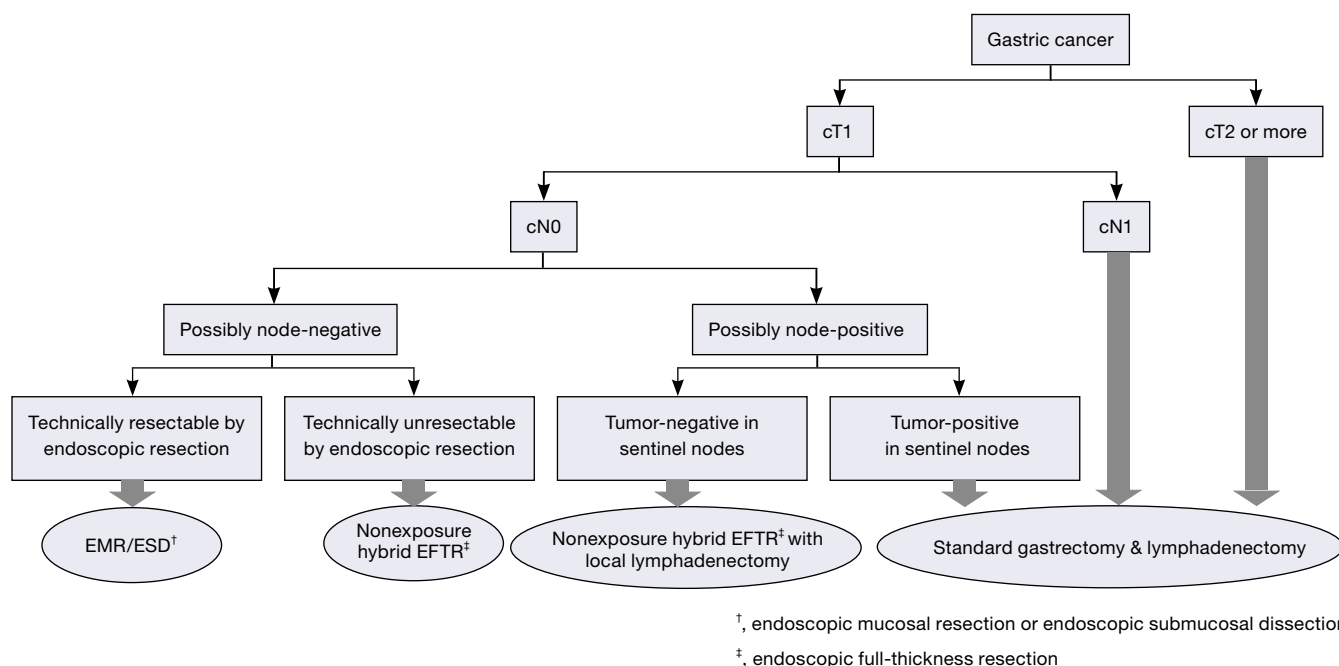 Gastric cancer
cT1
cT2 or more
cN0
cN1
Possibly node-negative
Possibly node-positive
Technically resectable by
endoscopic resection
Technically unresectable
by endoscopic resection
Tumor-negative in
sentinel nodes
Tumor-positive
in sentinel nodes
EMR/ESD†
Nonexposure
hybrid EFTR‡
Nonexposure hybrid EFTR‡ with
local lymphadenectomy
Standard gastrectomy & lymphadenectomy
†, endoscopic mucosal resection or endoscopic submucosal dissection
‡, endoscopic full-thickness resection